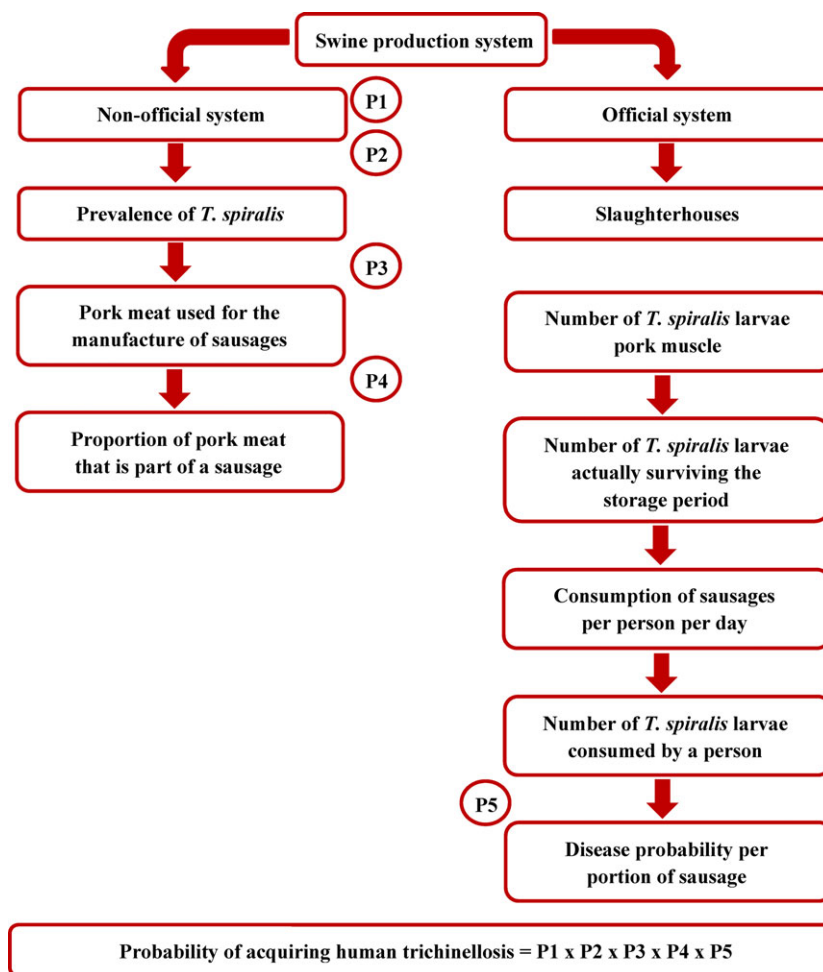 Swine production system
Non-official system
P1
Official system
P2
Prevalence of T. spiralis
Slaughterhouses
P3
Pork meat used for the
manufacture of sausages
Number of T. spiralis larvae
pork muscle
P4
Proportion of pork meat
that is part of a sausage
Number of T. spiralis larvae
actually surviving the
storage period
Consumption of sausages
per person per day
Number of T. spiralis larvae
consumed by a person
P5
Disease probability per
portion of sausage
Probability of acquiring human trichinellosis = P1 x P2 x P3 x P4 x P5